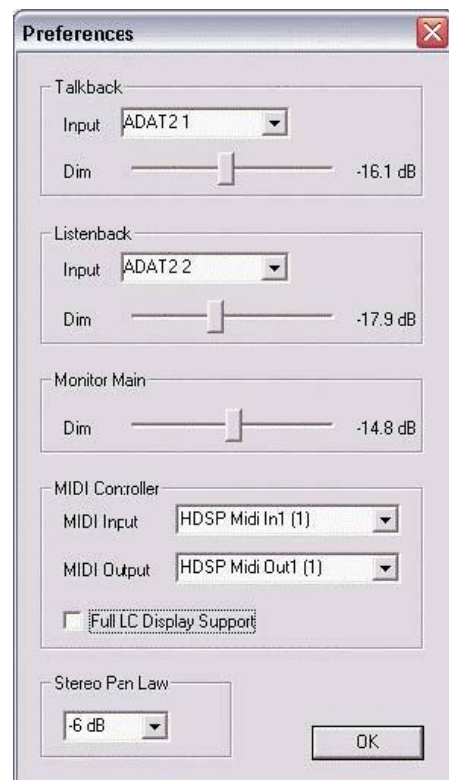 Preferences
Talkback
Input ADAT2 1
Dim -16.1 dB
Listenback
Input ADAT2 2
Dim -17.9 dB
Monitor Main
Dim -14.8 dB
MIDI Controller
MIDI Input HDSP Midi In1 (1)
MIDI Output HDSP Midi Out1 (1)
Full LC Display Support
Stereo Pan Law
-6 dB
OK